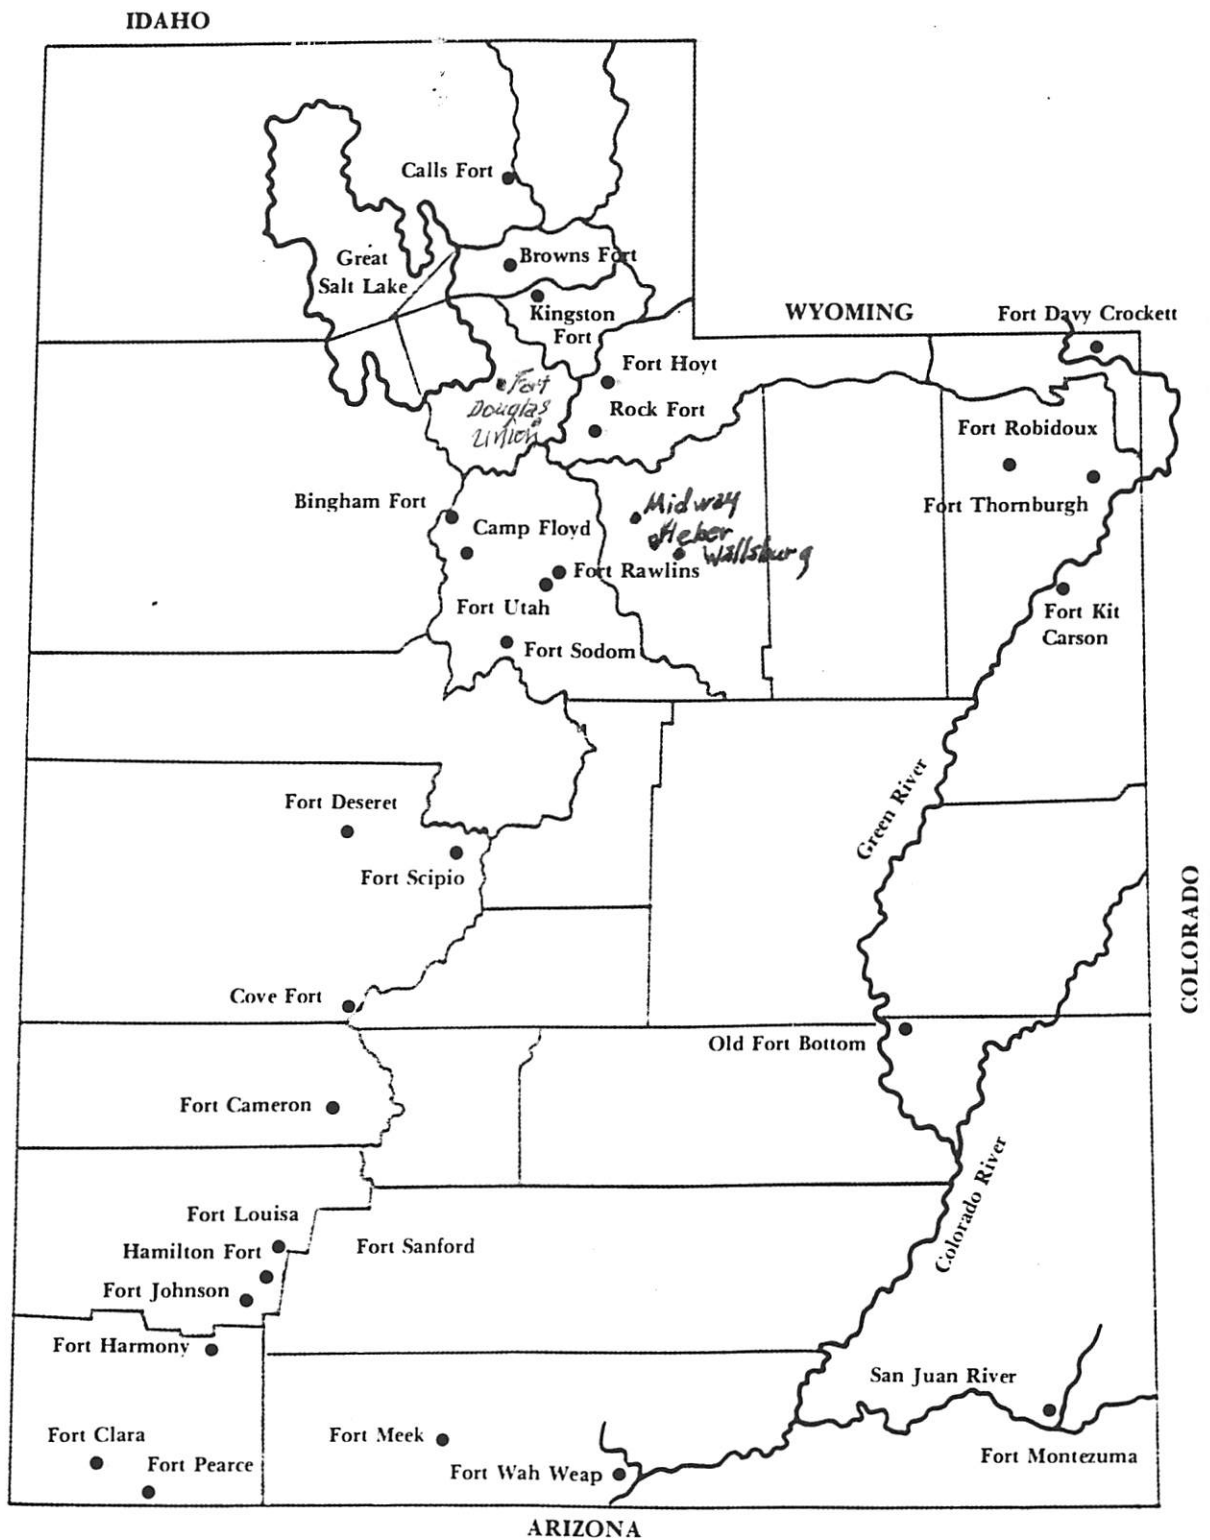 IDAHO
Calls Fort
Great
Salt Lake
Browns Fort
Kingston
Fort
WYOMING
Fort Davy Crockett
Fort Hoyt
Fort
Douglas
Union
Rock Fort
Fort Robidoux
Bingham Fort
Midway
Fort Thornburgh
Camp Floyd
Heber
Wallsburg
Fort Rawlins
Fort Utah
Fort Kit
Carson
Fort Sodom
Green River
Fort Deseret
Fort Scipio
COLORADO
Cove Fort
Old Fort Bottom
Fort Cameron
Colorado River
Fort Louisa
Hamilton Fort
Fort Sanford
Fort Johnson
Fort Harmony
San Juan River
Fort Clara
Fort Meek
Fort Montezuma
Fort Pearce
Fort Wah Weap
ARIZONA